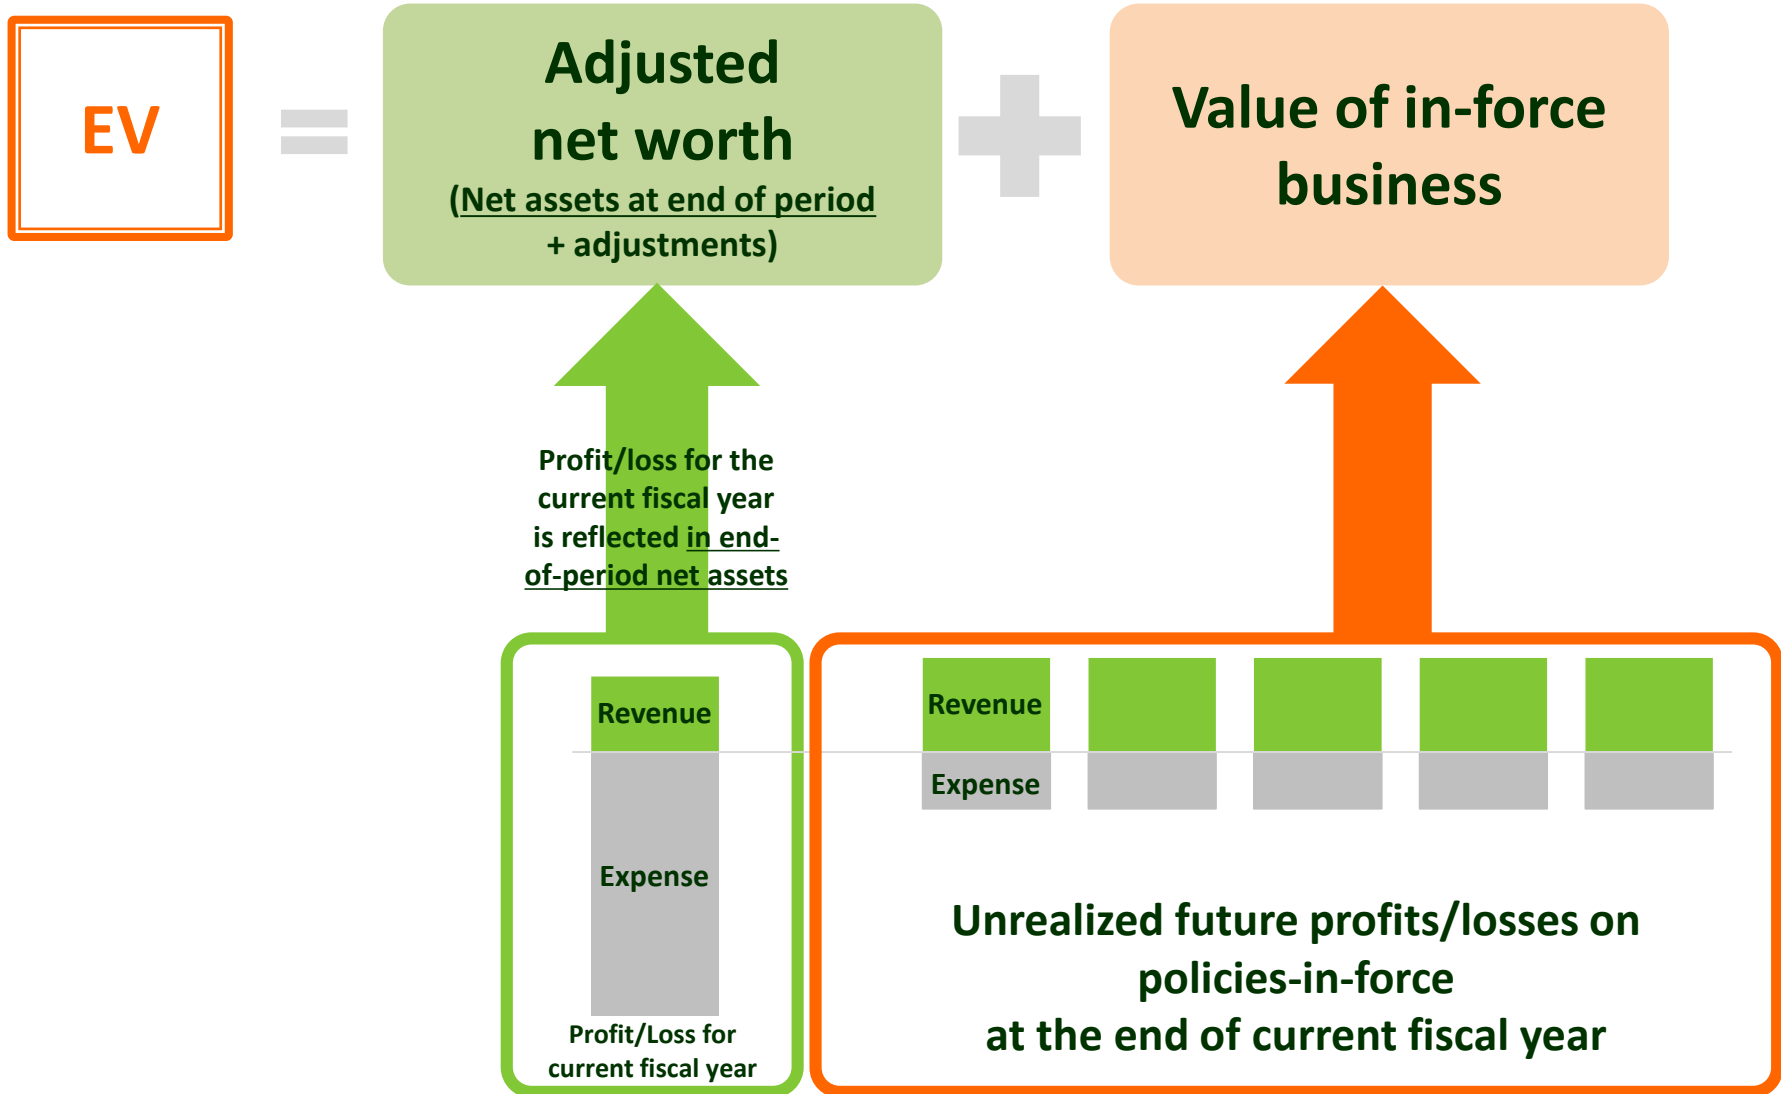 EV
=
Adjusted
net worth
(Net assets at end of period
+ adjustments)
+
Value of in-force
business
Profit/loss for the
current fiscal year
is reflected in end-
of-period net assets
Revenue
Expense
Profit/Loss for
current fiscal year
Revenue
Expense
Unrealized future profits/losses on
policies-in-force
at the end of current fiscal year